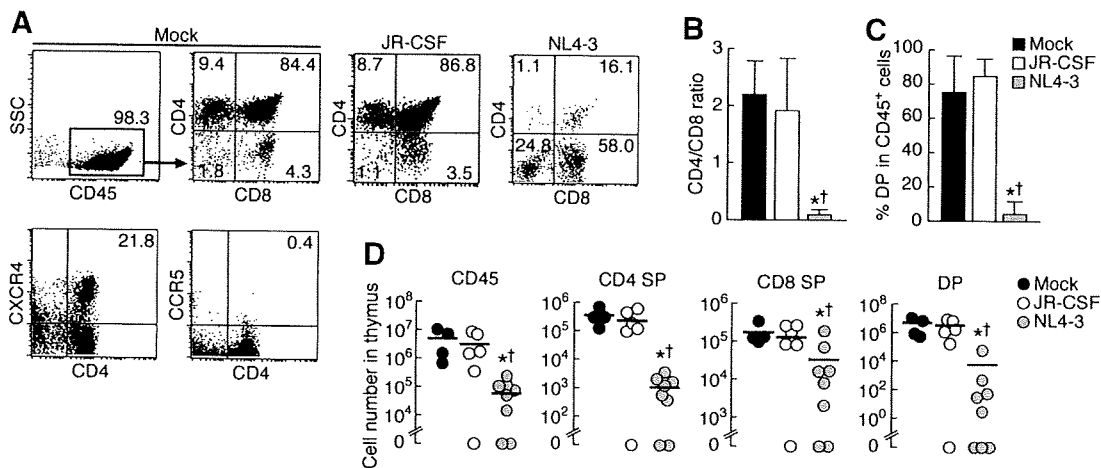 A
Mock
JR-CSF
NL4-3
SSC
98.3
CD45
CD4
9.4
84.4
1.8
4.3
CD8
CD4
8.7
86.8
1.1
3.5
CD8
CD4
1.1
16.1
24.8
58.0
CD8
CXCR4
21.8
CD4
CCR5
0.4
CD4
B
CD4/CD8 ratio
3
2
1
0
*†
C
% DP in CD45+ cells
100
80
60
40
20
0
*†
Mock
JR-CSF
NL4-3
D
Cell number in thymus
CD45
10^8
10^7
10^6
10^5
10^4
0
*†
CD4 SP
10^6
10^5
10^4
10^3
10^2
0
*†
CD8 SP
10^8
10^6
10^5
10^4
10^3
0
*†
DP
10^8
10^6
10^4
10^2
10^0
0
*†
Mock
JR-CSF
NL4-3